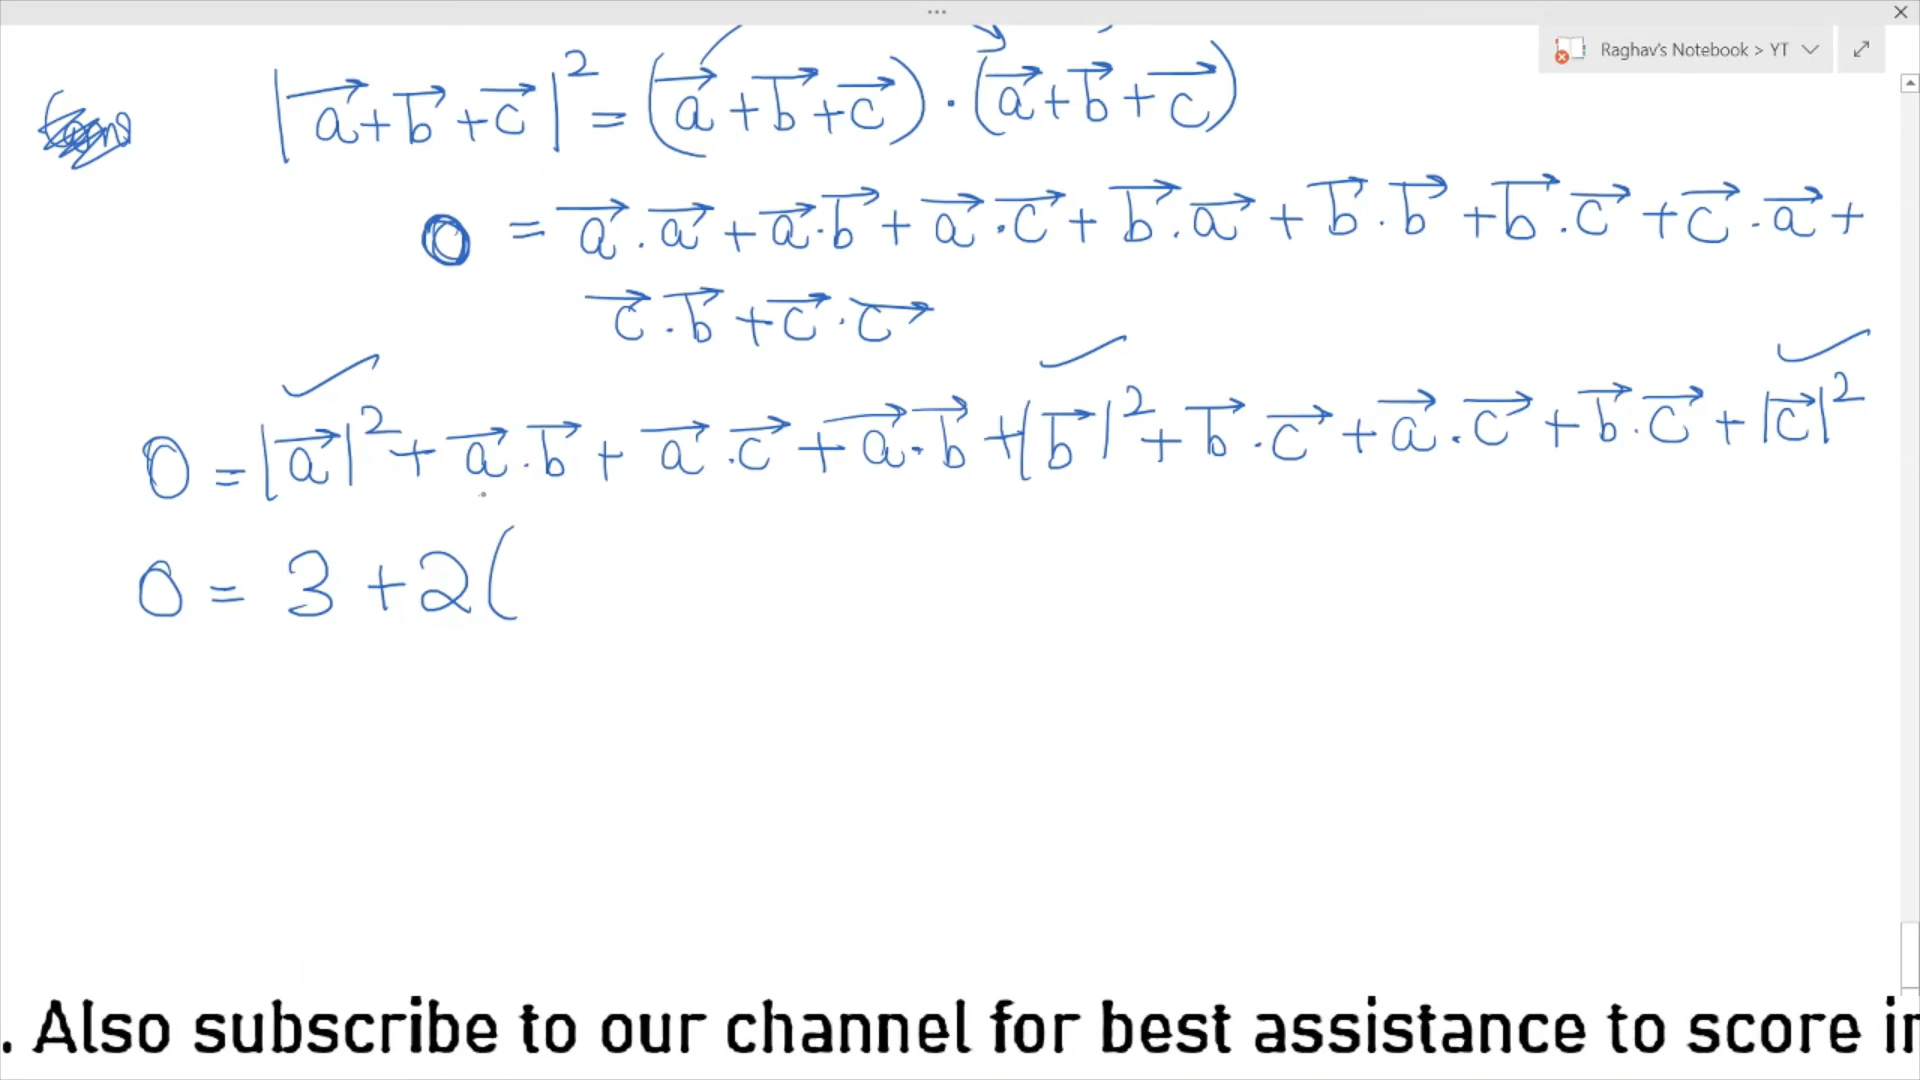 Raghav's Notebook > YT
|a⃗+b⃗+c⃗|² = (a⃗+b⃗+c⃗)·(a⃗+b⃗+c⃗)
0 = a⃗.a⃗ + a⃗.b⃗ + a⃗.c⃗ + b⃗.a⃗ + b⃗.b⃗ + b⃗.c⃗ + c⃗.a⃗ +
c⃗.b⃗ + c⃗.c⃗
0 = |a⃗|² + a⃗.b⃗ + a⃗.c⃗ + a⃗.b⃗ + |b⃗|² + b⃗.c⃗ + a⃗.c⃗ + b⃗.c⃗ + |c⃗|²
0 = 3 + 2(
. Also subscribe to our channel for best assistance to score in